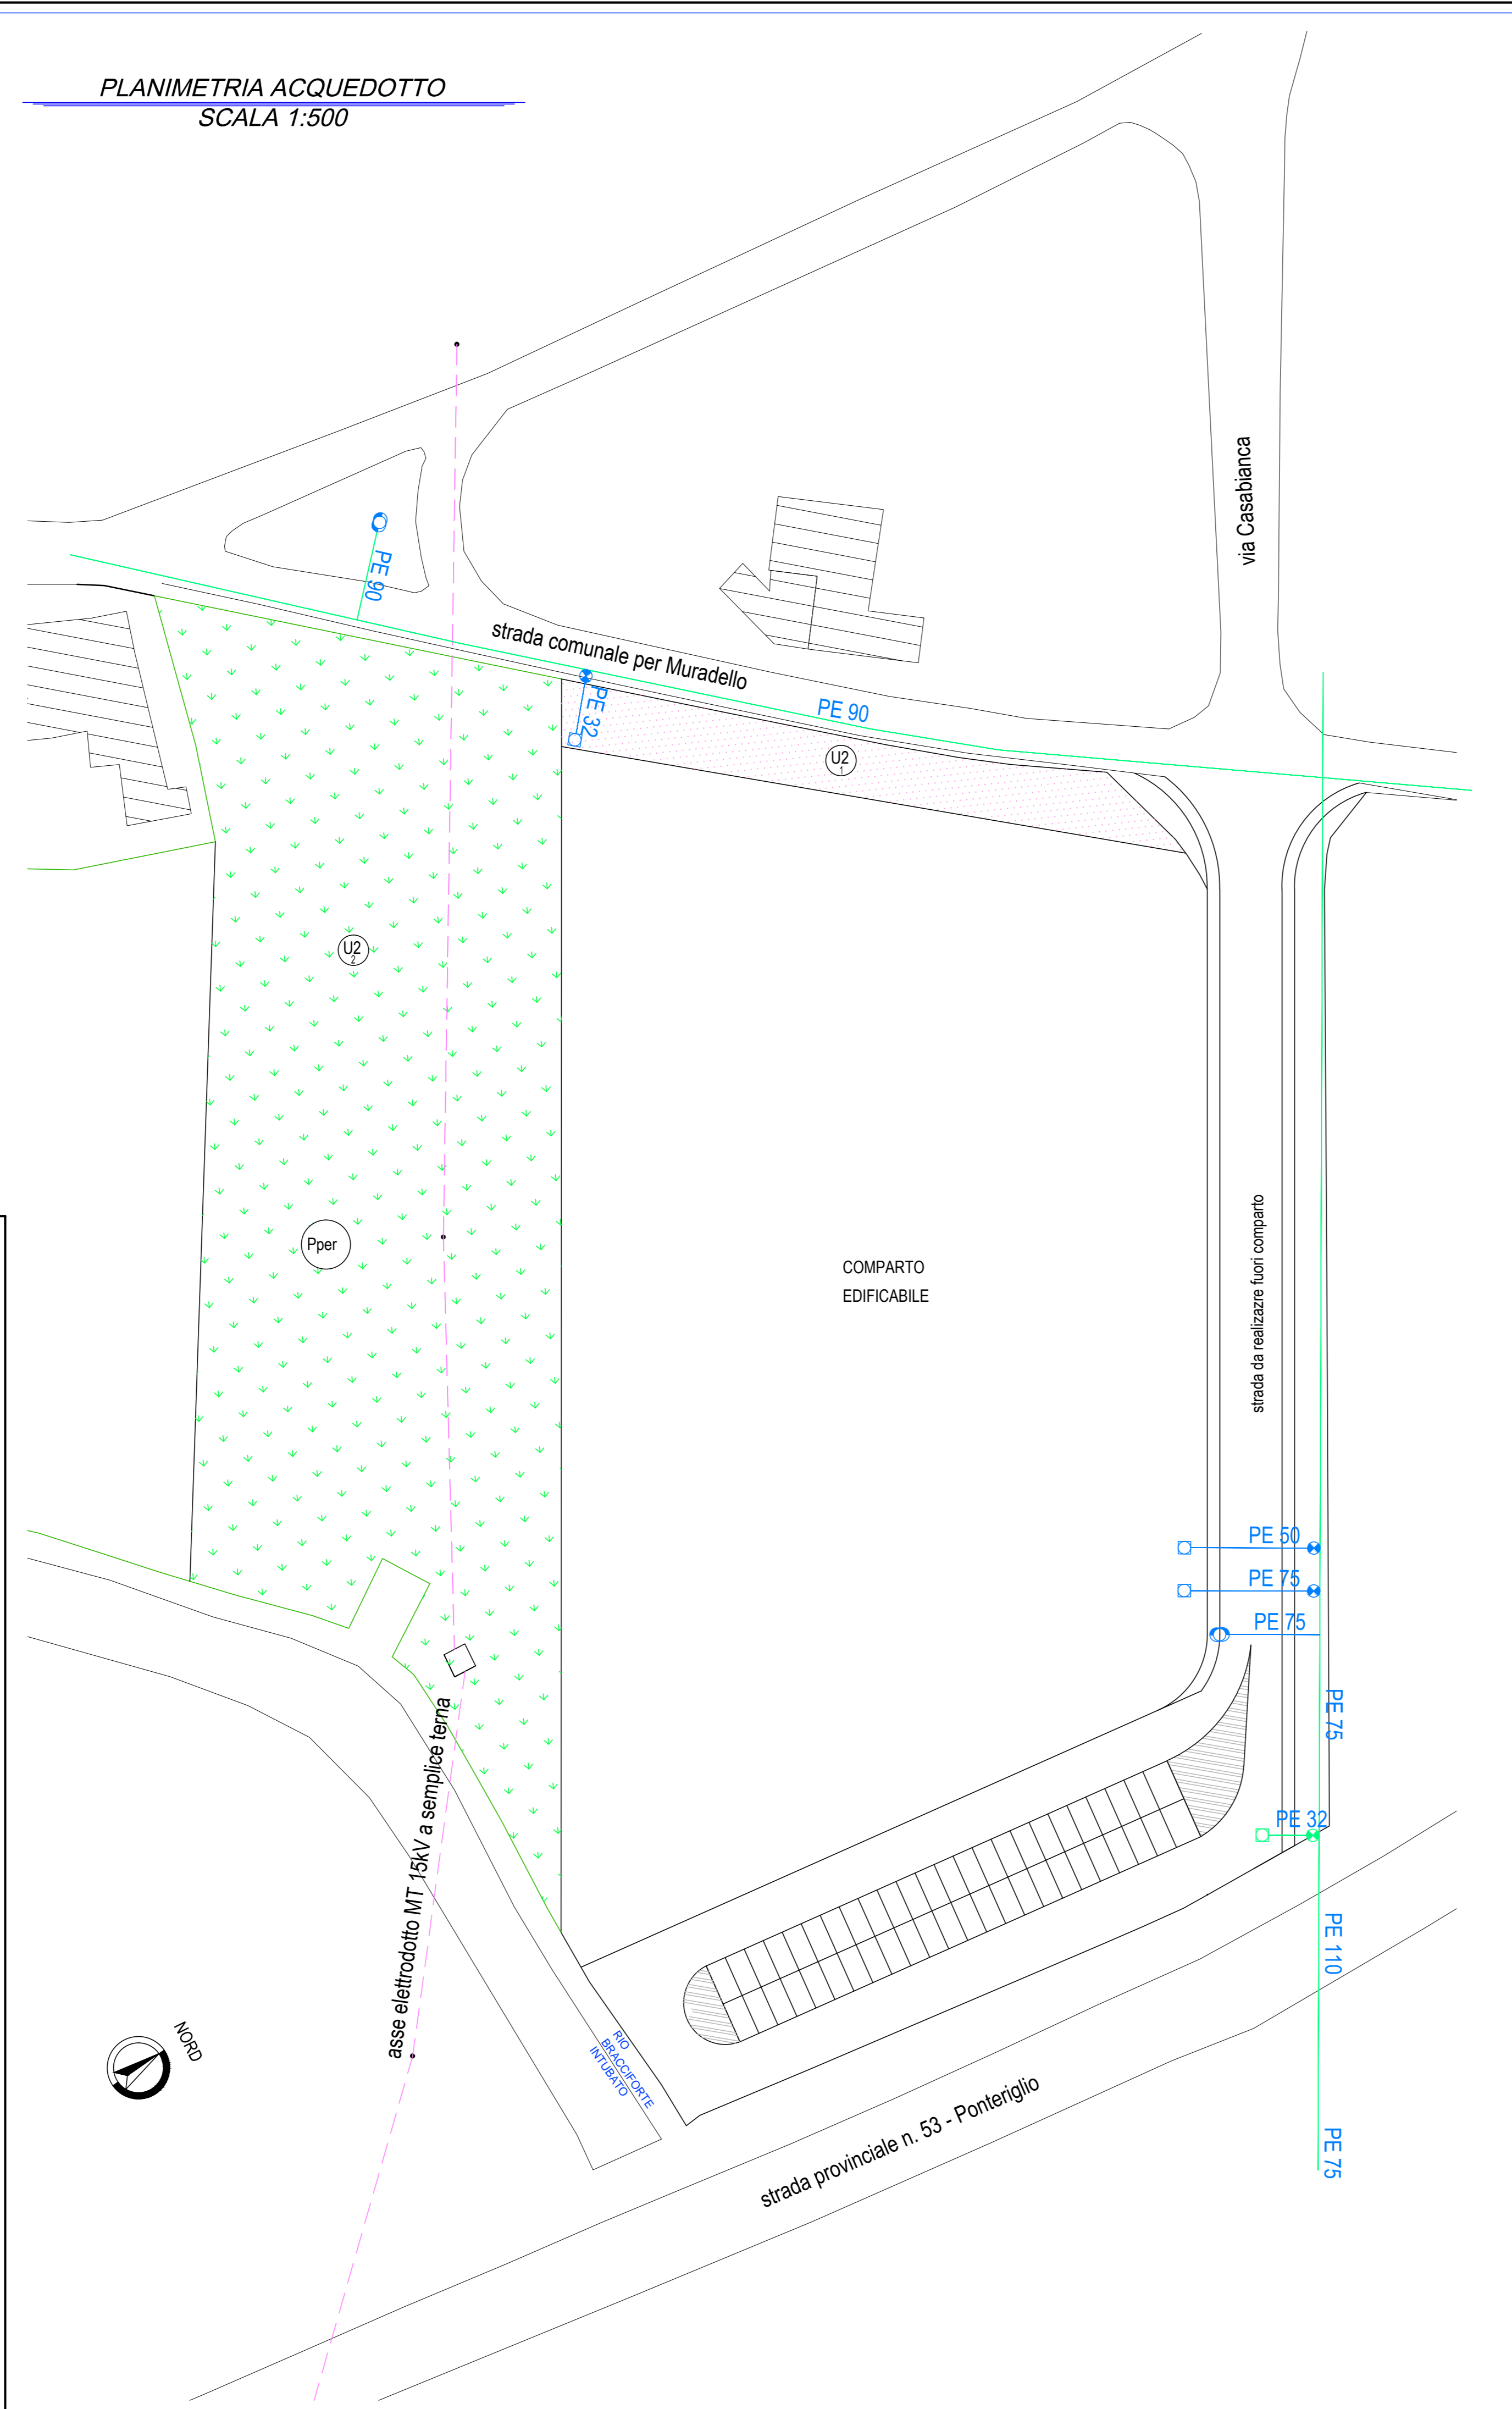 PLANIMETRIA ACQUEDOTTO
SCALA 1:500
via Casabianca
PE 90
strada comunale per Muradello
PE 32
PE 90
U2
1
U2
2
Pper
COMPARTO
EDIFICABILE
strada da realizazre fuori comparto
PE 50
PE 75
PE 75
PE 75
asse elettrodotto MT 15kV a semplice terna
PE 32
PE 110
NORD
RIO
BRACCIFORTE
INTUBATO
strada provinciale n. 53 - Ponteriglio
PE 75